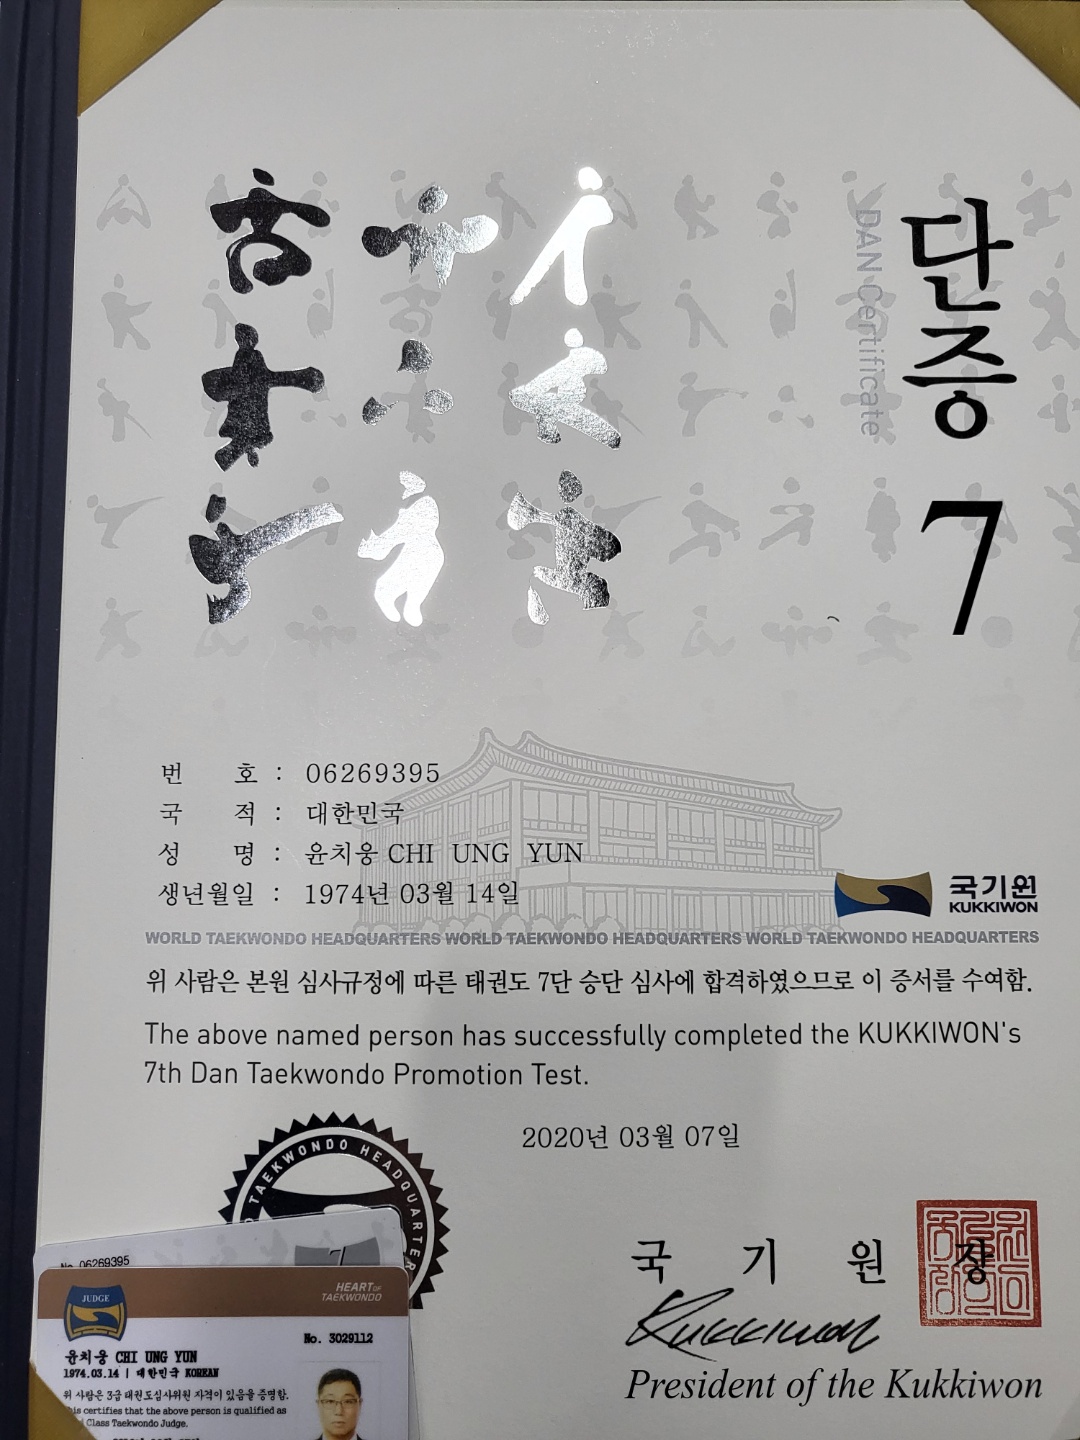 단증 7
DAN Certificate
번 호 : 06269395
국 적 : 대한민국
성 명 : 윤치웅 CHI UNG YUN
생년월일 : 1974년 03월 14일
국기원
KUKKIWON
WORLD TAEKWONDO HEADQUARTERS WORLD TAEKWONDO HEADQUARTERS WORLD TAEKWONDO HEADQUARTERS
위 사람은 본원 심사규정에 따른 태권도 7단 승단 심사에 합격하였으므로 이 증서를 수여함.
The above named person has successfully completed the KUKKIWON's
7th Dan Taekwondo Promotion Test.
2020년 03월 07일
TAEKWONDO HEADQUARTER
국 기 원 장
Kukkiwon
President of the Kukkiwon
No. 06269395
7
JUDGE
HEART OF
TAEKWONDO
No. 3029112
윤치웅 CHI UNG YUN
1974.03.14 | 대한민국 KOREAN
위 사람은 3급 태권도심사위원 자격이 있음을 증명함.
certifies that the above person is qualified as
Class Taekwondo Judge.